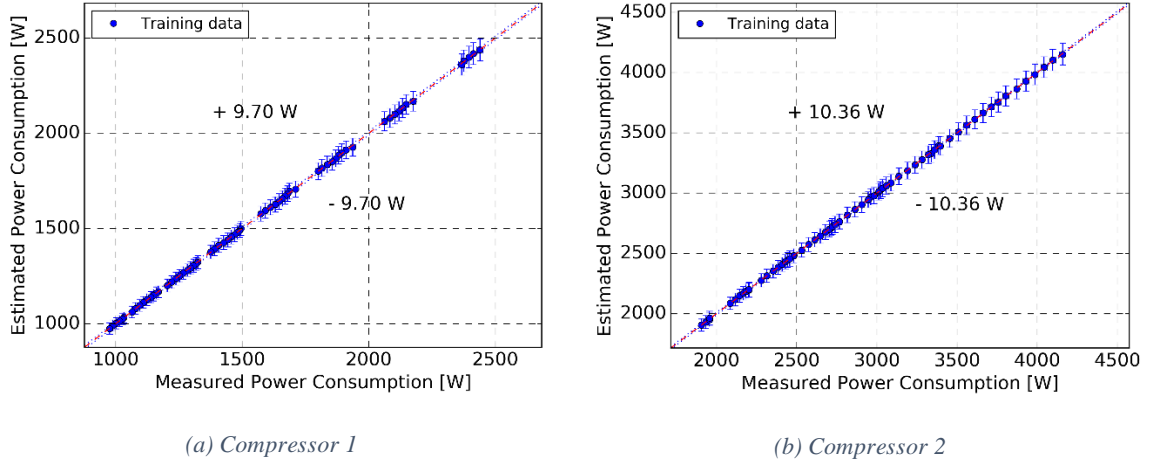 Training data
+ 9.70 W
- 9.70 W
Estimated Power Consumption [W]
2500
2000
1500
1000
1000 1500 2000 2500
Measured Power Consumption [W]
(a) Compressor 1
Training data
+ 10.36 W
- 10.36 W
Estimated Power Consumption [W]
4500
4000
3500
3000
2500
2000
2000 2500 3000 3500 4000 4500
Measured Power Consumption [W]
(b) Compressor 2